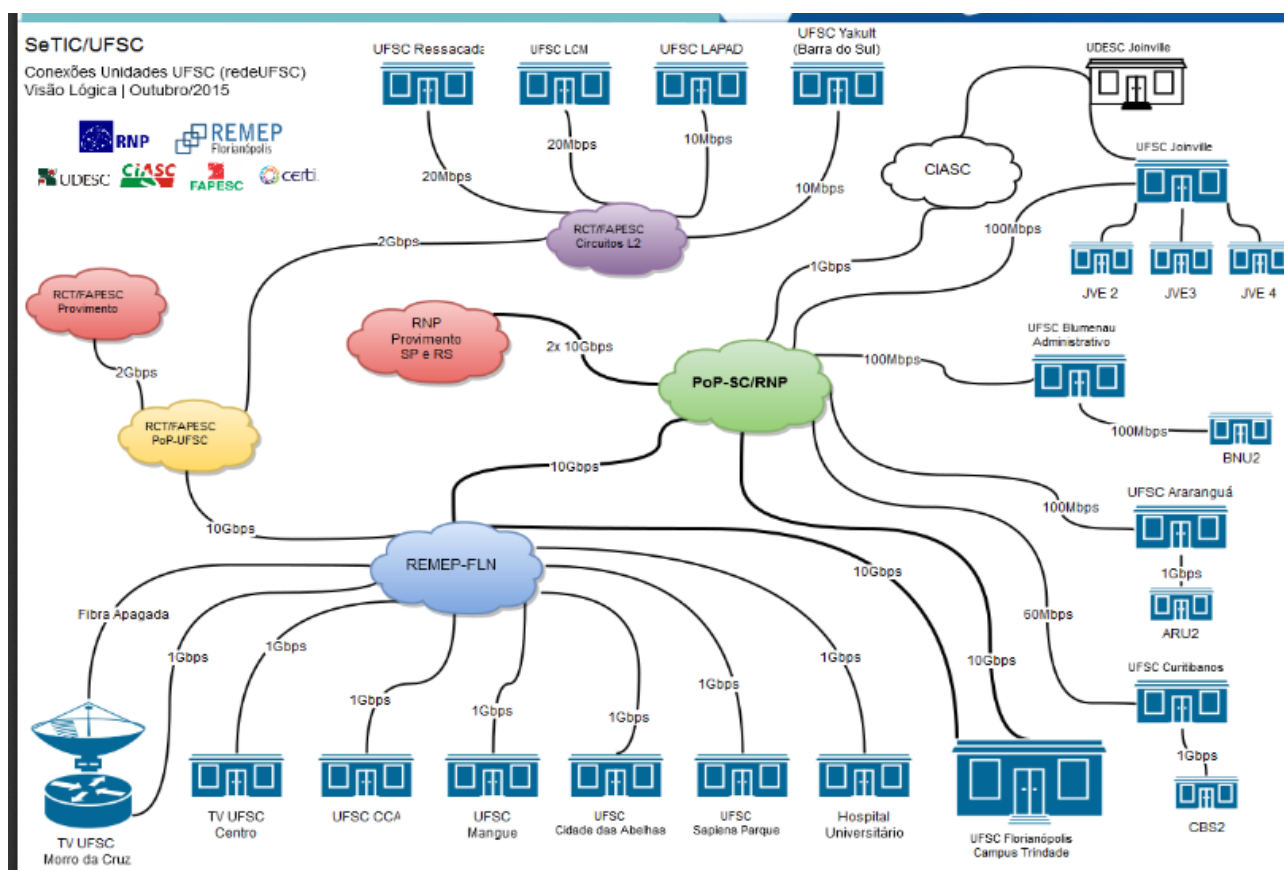 SeTIC/UFSC
Conexões Unidades UFSC (redeUFSC)
Visão Lógica | Outubro/2015
RNP
REMEP
Florianópolis
UDESC
CiASC
FAPESC
certi
UFSC Ressacada
UFSC LCM
UFSC LAPAD
UFSC Yakult
(Barra do Sul)
UDESC Joinville
20Mbps
20Mbps
10Mbps
10Mbps
CIASC
UFSC Joinville
RCT/FAPESC
Circuitos L2
2Gbps
100Mbps
1Gbps
JVE 2
JVE3
JVE 4
RCT/FAPESC
Provimento
RNP
Provimento
SP e RS
2x 10Gbps
PoP-SC/RNP
UFSC Blumenau
Administrativo
100Mbps
2Gbps
RCT/FAPESC
PoP-UFSC
100Mbps
BNU2
10Gbps
10Gbps
UFSC Araranguá
100Mbps
1Gbps
ARU2
REMEP-FLN
10Gbps
60Mbps
Fibra Apagada
1Gbps
1Gbps
1Gbps
1Gbps
1Gbps
1Gbps
1Gbps
10Gbps
UFSC Curitibanos
1Gbps
CBS2
TV UFSC
Morro da Cruz
TV UFSC
Centro
UFSC CCA
UFSC
Mangue
UFSC
Cidade das Abelhas
UFSC
Sapiens Parque
Hospital
Universitário
UFSC Florianópolis
Campus Trindade